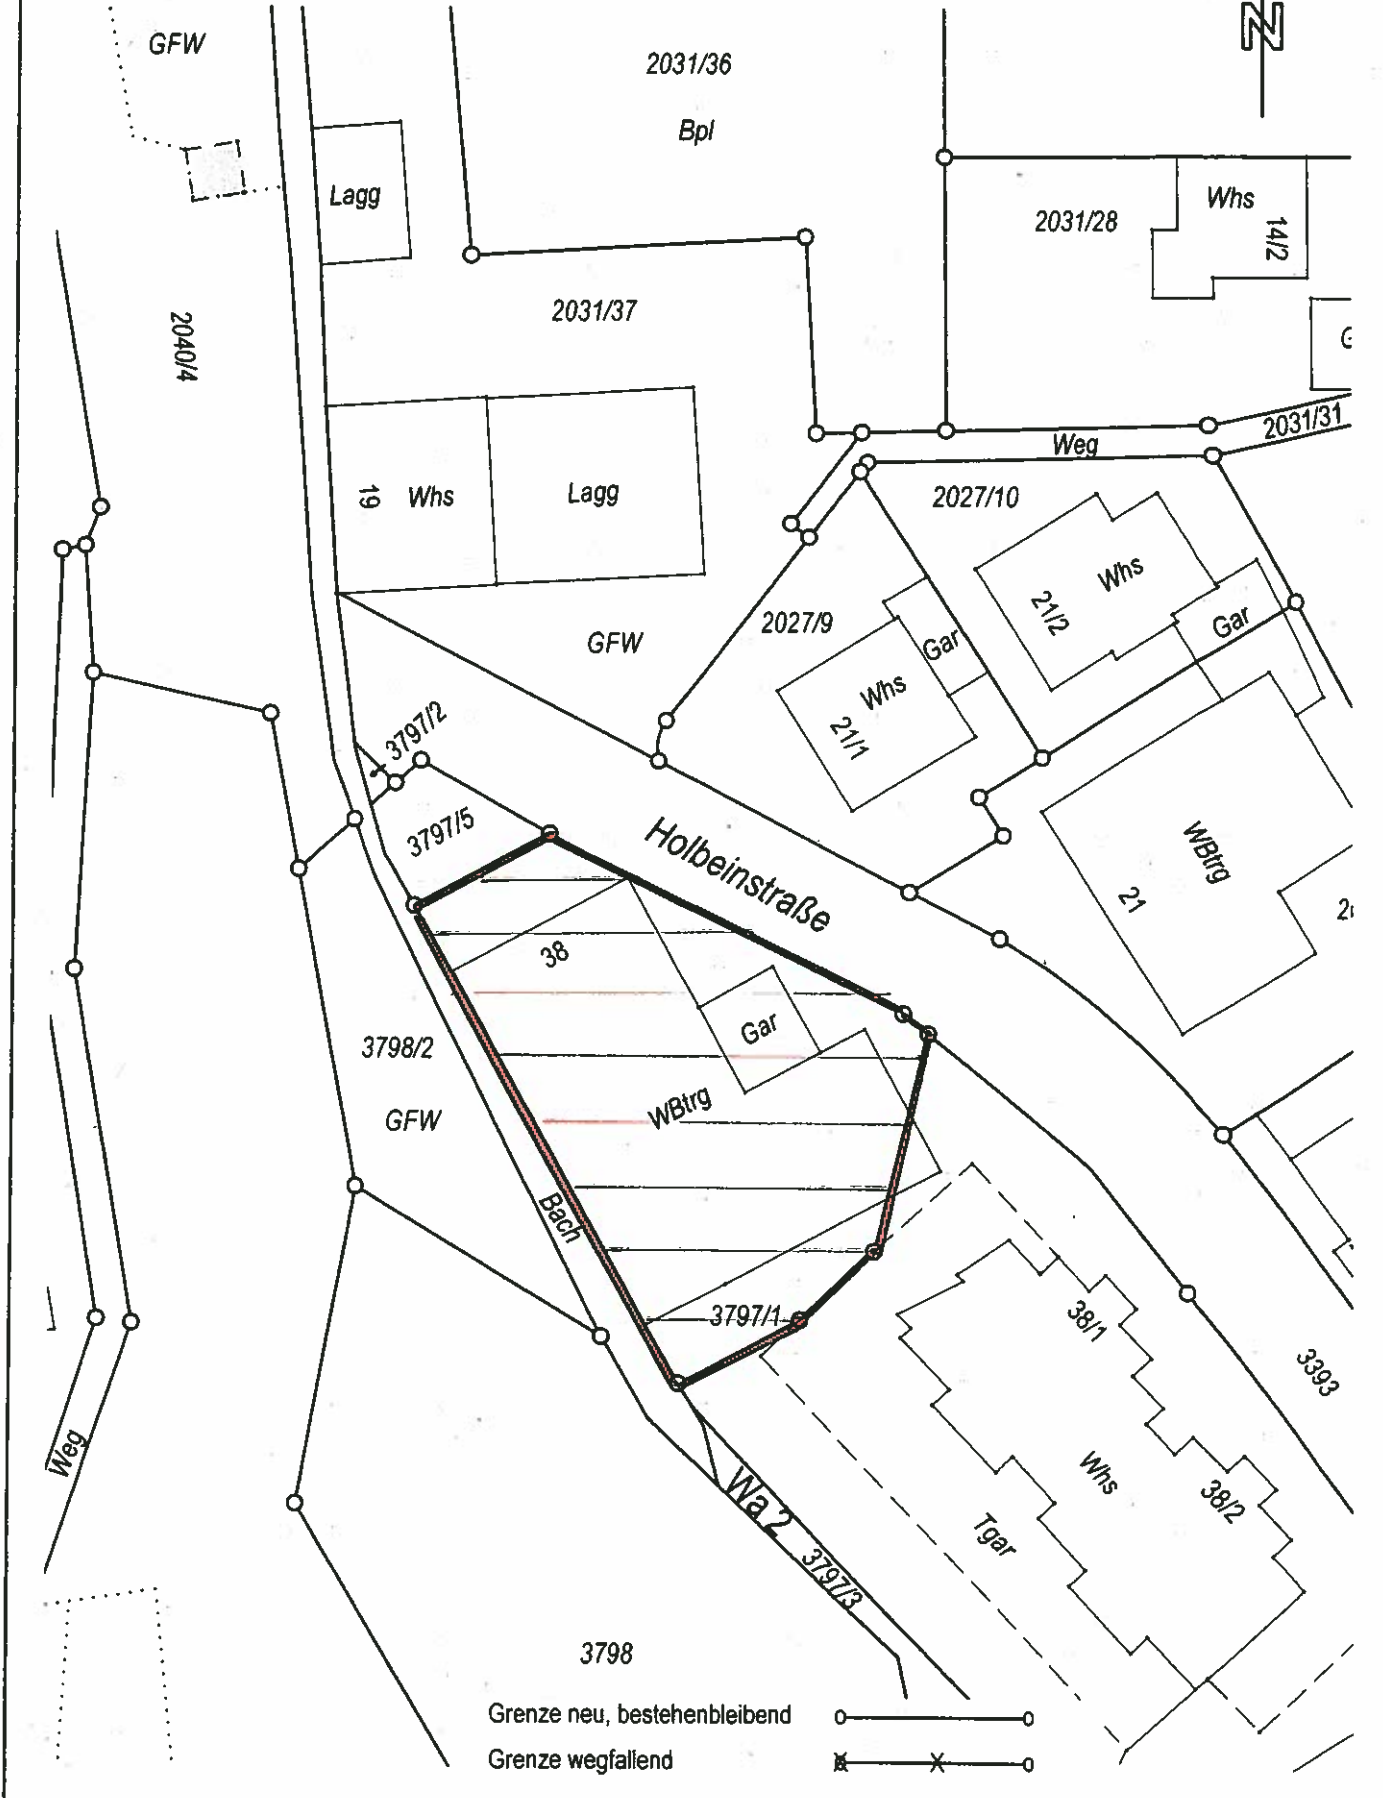 N
GFW
2031/36
Bpl
Lagg
Whs
14/2
2031/28
2031/37
2040/4
G
2031/31
Weg
19
Whs
Lagg
2027/10
Whs
21/2
Gar
2027/9
GFW
Gar
Whs
21/1
3797/2
3797/5
Holbeinstraße
WBtrg
21
38
Gar
3798/2
GFW
WBtrg
Bach
3797/1
38/1
3393
Weg
Whs
38/2
Wa 2
Tgar
3797/3
3798
Grenze neu, bestehenbleibend
Grenze wegfallend